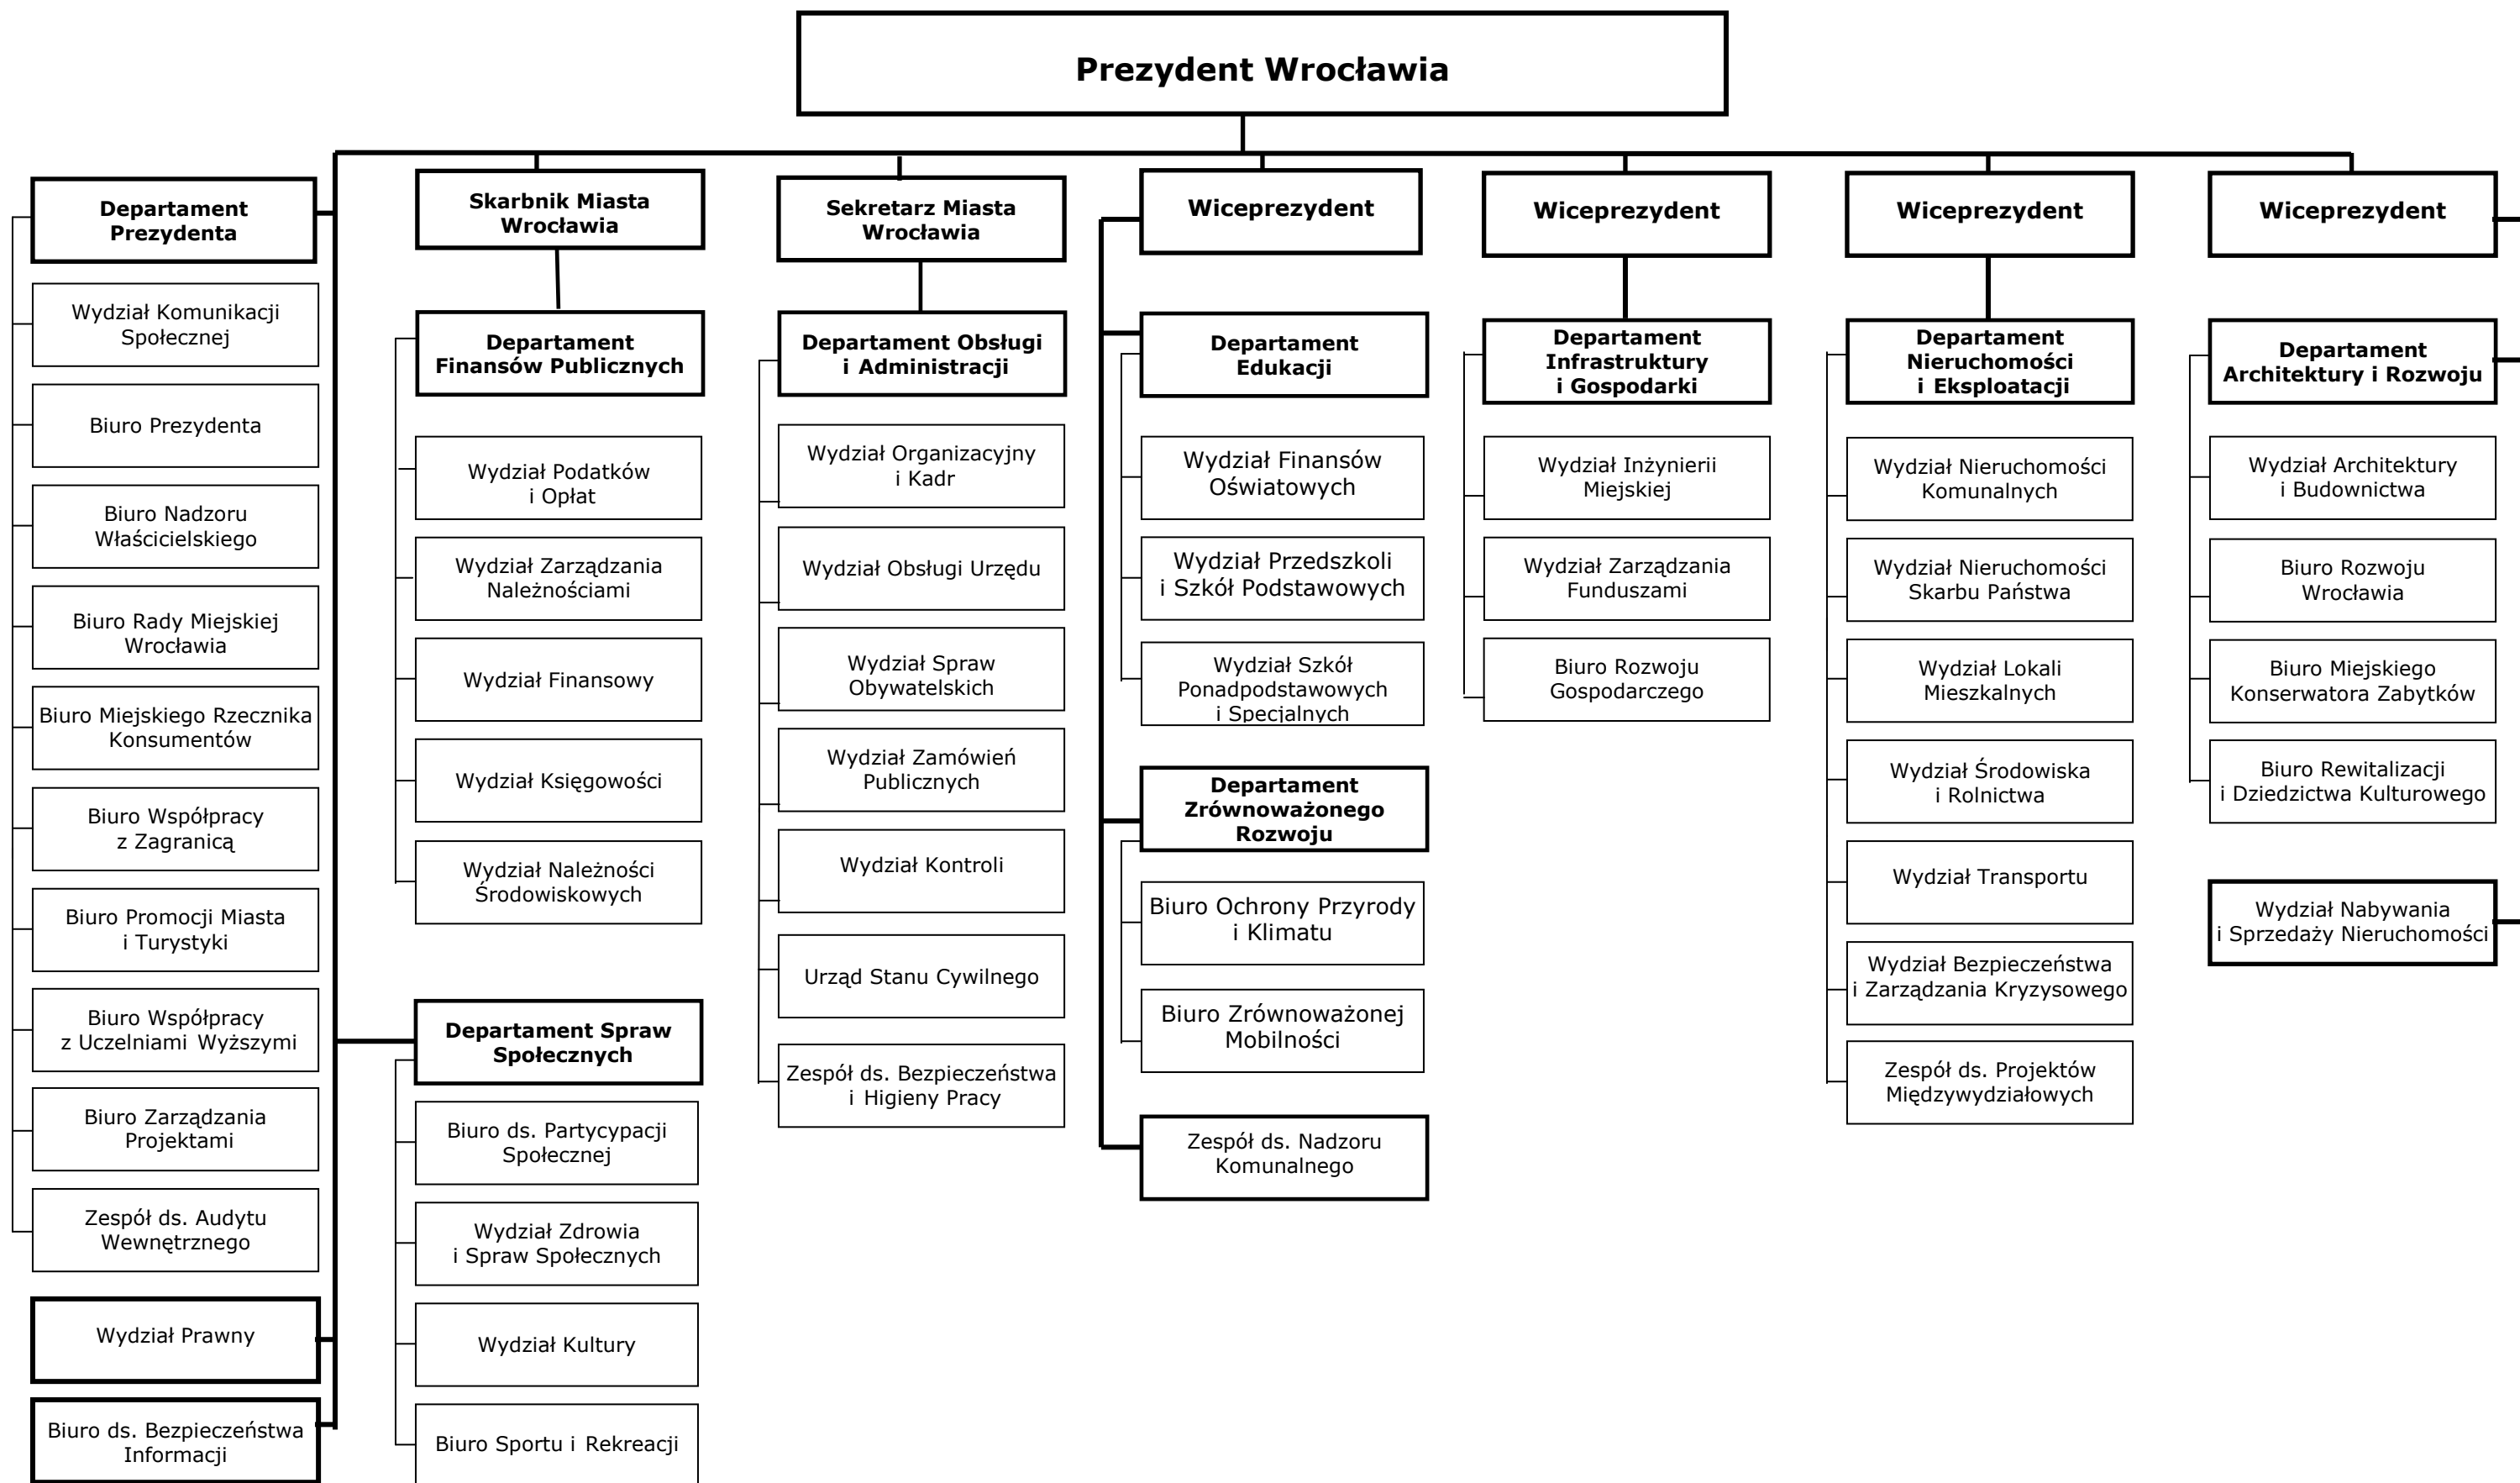 Prezydent Wrocławia
Departament
Prezydenta
Wydział Komunikacji
Społecznej
Biuro Prezydenta
Biuro Nadzoru
Właścicielskiego
Biuro Rady Miejskiej
Wrocławia
Biuro Miejskiego Rzecznika
Konsumentów
Biuro Współpracy
z Zagranicą
Biuro Promocji Miasta
i Turystyki
Biuro Współpracy
z Uczelniami Wyższymi
Biuro Zarządzania
Projektami
Zespół ds. Audytu
Wewnętrznego
Wydział Prawny
Biuro ds. Bezpieczeństwa
Informacji
Skarbnik Miasta
Wrocławia
Departament
Finansów Publicznych
Wydział Podatków
i Opłat
Wydział Zarządzania
Należnościami
Wydział Finansowy
Wydział Księgowości
Wydział Należności
Środowiskowych
Departament Spraw
Społecznych
Biuro ds. Partycypacji
Społecznej
Wydział Zdrowia
i Spraw Społecznych
Wydział Kultury
Biuro Sportu i Rekreacji
Sekretarz Miasta
Wrocławia
Departament Obsługi
i Administracji
Wydział Organizacyjny
i Kadr
Wydział Obsługi Urzędu
Wydział Spraw
Obywatelskich
Wydział Zamówień
Publicznych
Wydział Kontroli
Urząd Stanu Cywilnego
Zespół ds. Bezpieczeństwa
i Higieny Pracy
Wiceprezydent
Departament
Edukacji
Wydział Finansów
Oświatowych
Wydział Przedszkoli
i Szkół Podstawowych
Wydział Szkół
Ponadpodstawowych
i Specjalnych
Departament
Zrównoważonego
Rozwoju
Biuro Ochrony Przyrody
i Klimatu
Biuro Zrównoważonej
Mobilności
Zespół ds. Nadzoru
Komunalnego
Wiceprezydent
Departament
Infrastruktury
i Gospodarki
Wydział Inżynierii
Miejskiej
Wydział Zarządzania
Funduszami
Biuro Rozwoju
Gospodarczego
Wiceprezydent
Departament
Nieruchomości
i Eksploatacji
Wydział Nieruchomości
Komunalnych
Wydział Nieruchomości
Skarbu Państwa
Wydział Lokali
Mieszkalnych
Wydział Środowiska
i Rolnictwa
Wydział Transportu
Wydział Bezpieczeństwa
i Zarządzania Kryzysowego
Zespół ds. Projektów
Międzywydziałowych
Wiceprezydent
Departament
Architektury i Rozwoju
Wydział Architektury
i Budownictwa
Biuro Rozwoju
Wrocławia
Biuro Miejskiego
Konserwatora Zabytków
Biuro Rewitalizacji
i Dziedzictwa Kulturowego
Wydział Nabywania
i Sprzedaży Nieruchomości